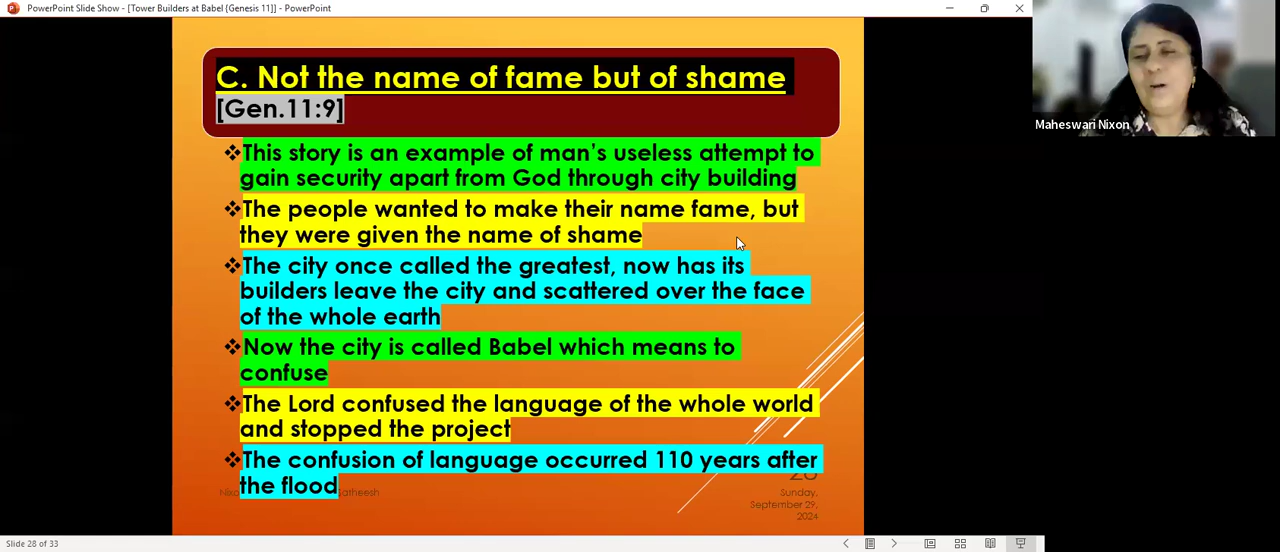 PowerPoint Slide Show - [Tower Builders at Babel {Genesis 11}] - PowerPoint
Maheswari Nixon
C. Not the name of fame but of shame
[Gen.11:9]
❖This story is an example of man's useless attempt to
gain security apart from God through city building
❖The people wanted to make their name fame, but
they were given the name of shame
❖The city once called the greatest, now has its
builders leave the city and scattered over the face
of the whole earth
❖Now the city is called Babel which means to
confuse
❖The Lord confused the language of the whole world
and stopped the project
❖The confusion of language occurred 110 years after
the flood
28
Sunday,
September 29,
2024
Slide 28 of 33